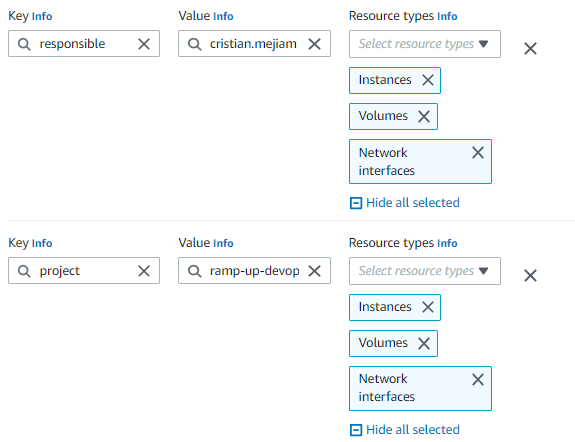 Key Info Value Info Resource types Info
responsible cristian.mejiam Select resource types
Instances
Volumes
Network
interfaces
Hide all selected
Key Info Value Info Resource types Info
project ramp-up-devop Select resource types
Instances
Volumes
Network
interfaces
Hide all selected